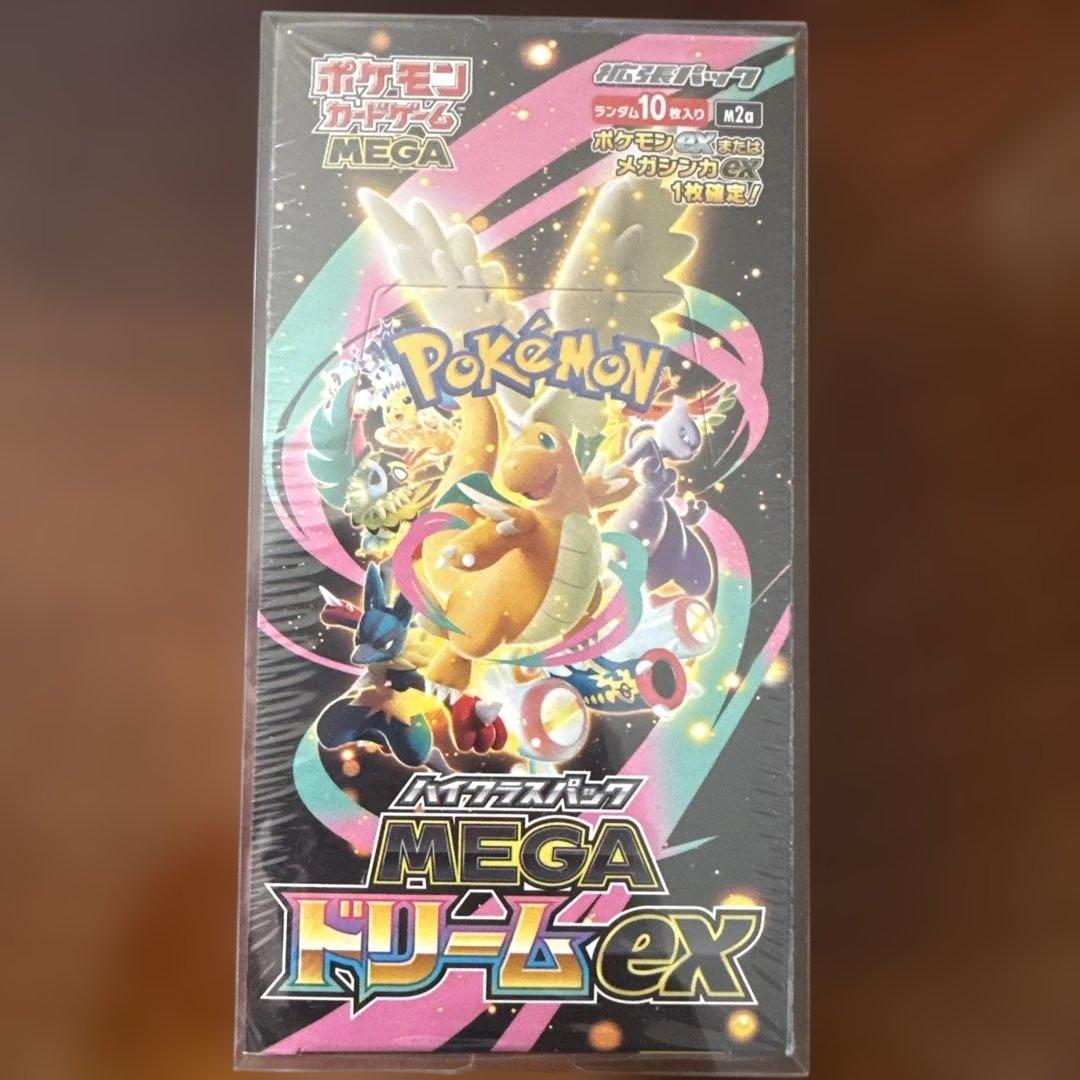 ポケモン
カードゲーム
MEGA
拡張パック
ランダム10枚入り M2a
ポケモンexまたは
メガシンカex
1枚確定!
POKéMON
ハイクラスパック
MEGA
ドリームex